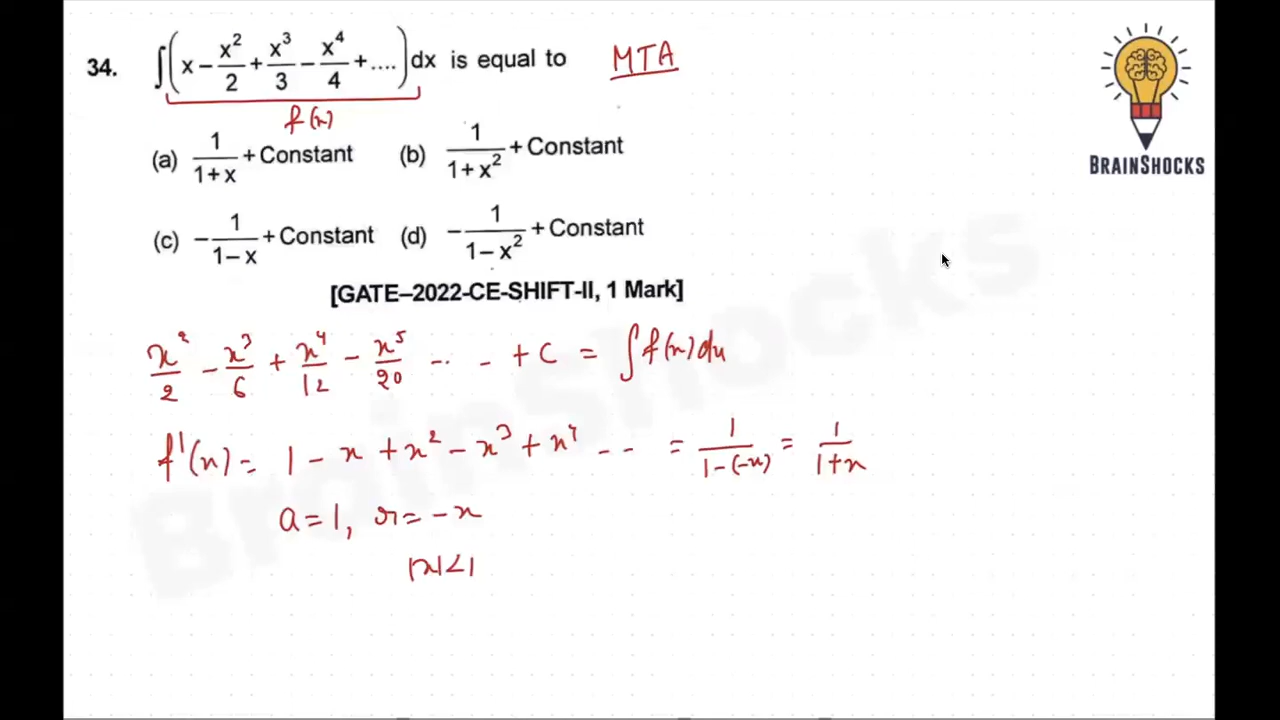 34. ∫(x − x²/2 + x³/3 − x⁴/4 + ....)dx is equal to MTA
f(x)
(a) 1/(1+x) + Constant (b) 1/(1+x²) + Constant
(c) −1/(1−x) + Constant (d) −1/(1−x²) + Constant
[GATE–2022-CE-SHIFT-II, 1 Mark]
x²/2 − x³/6 + x⁴/12 − x⁵/20 ... - + C = ∫f(x)dx
f'(x) = 1 − x + x² − x³ + x⁴ -- = 1/(1−(−x)) = 1/(1+x)
a = 1, r = −x
|x|<1
BRAINSHOCKS
BrainShocks